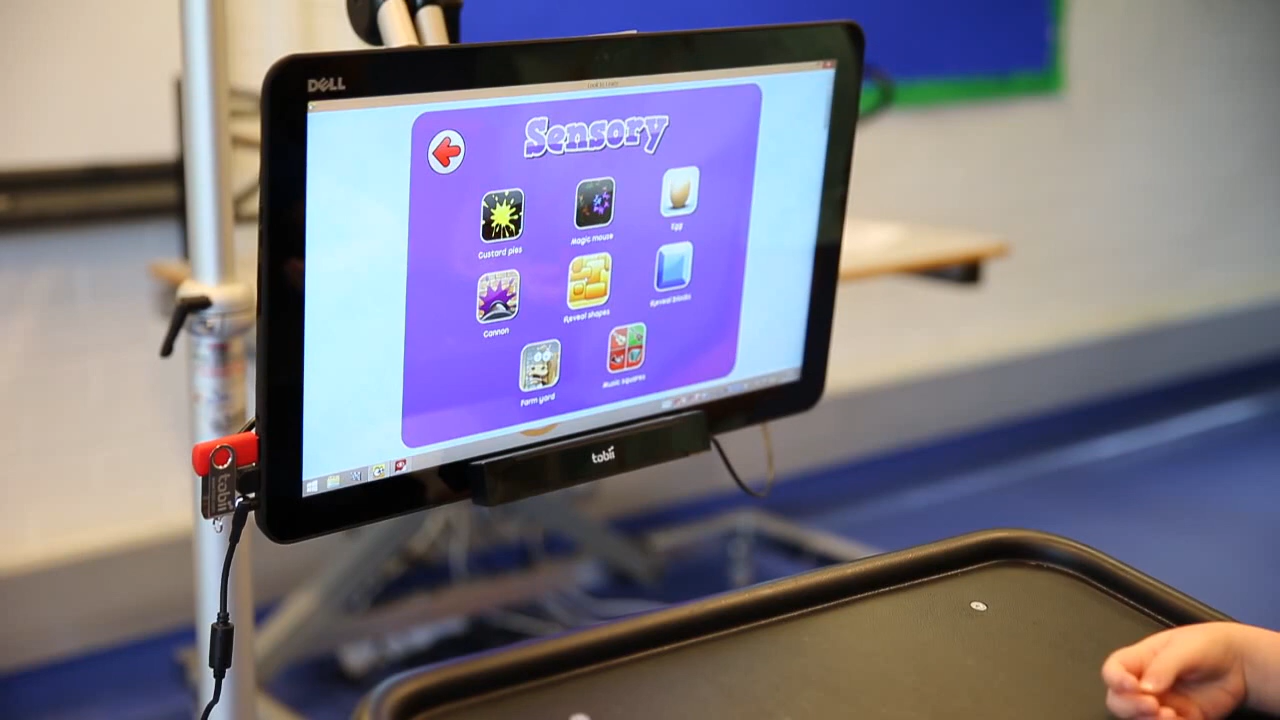 DELL
Sensory
Custard pies
Magic mouse
Egg
Cannon
Reveal shapes
Reveal blocks
Farm yard
Music squares
tobii
tobii